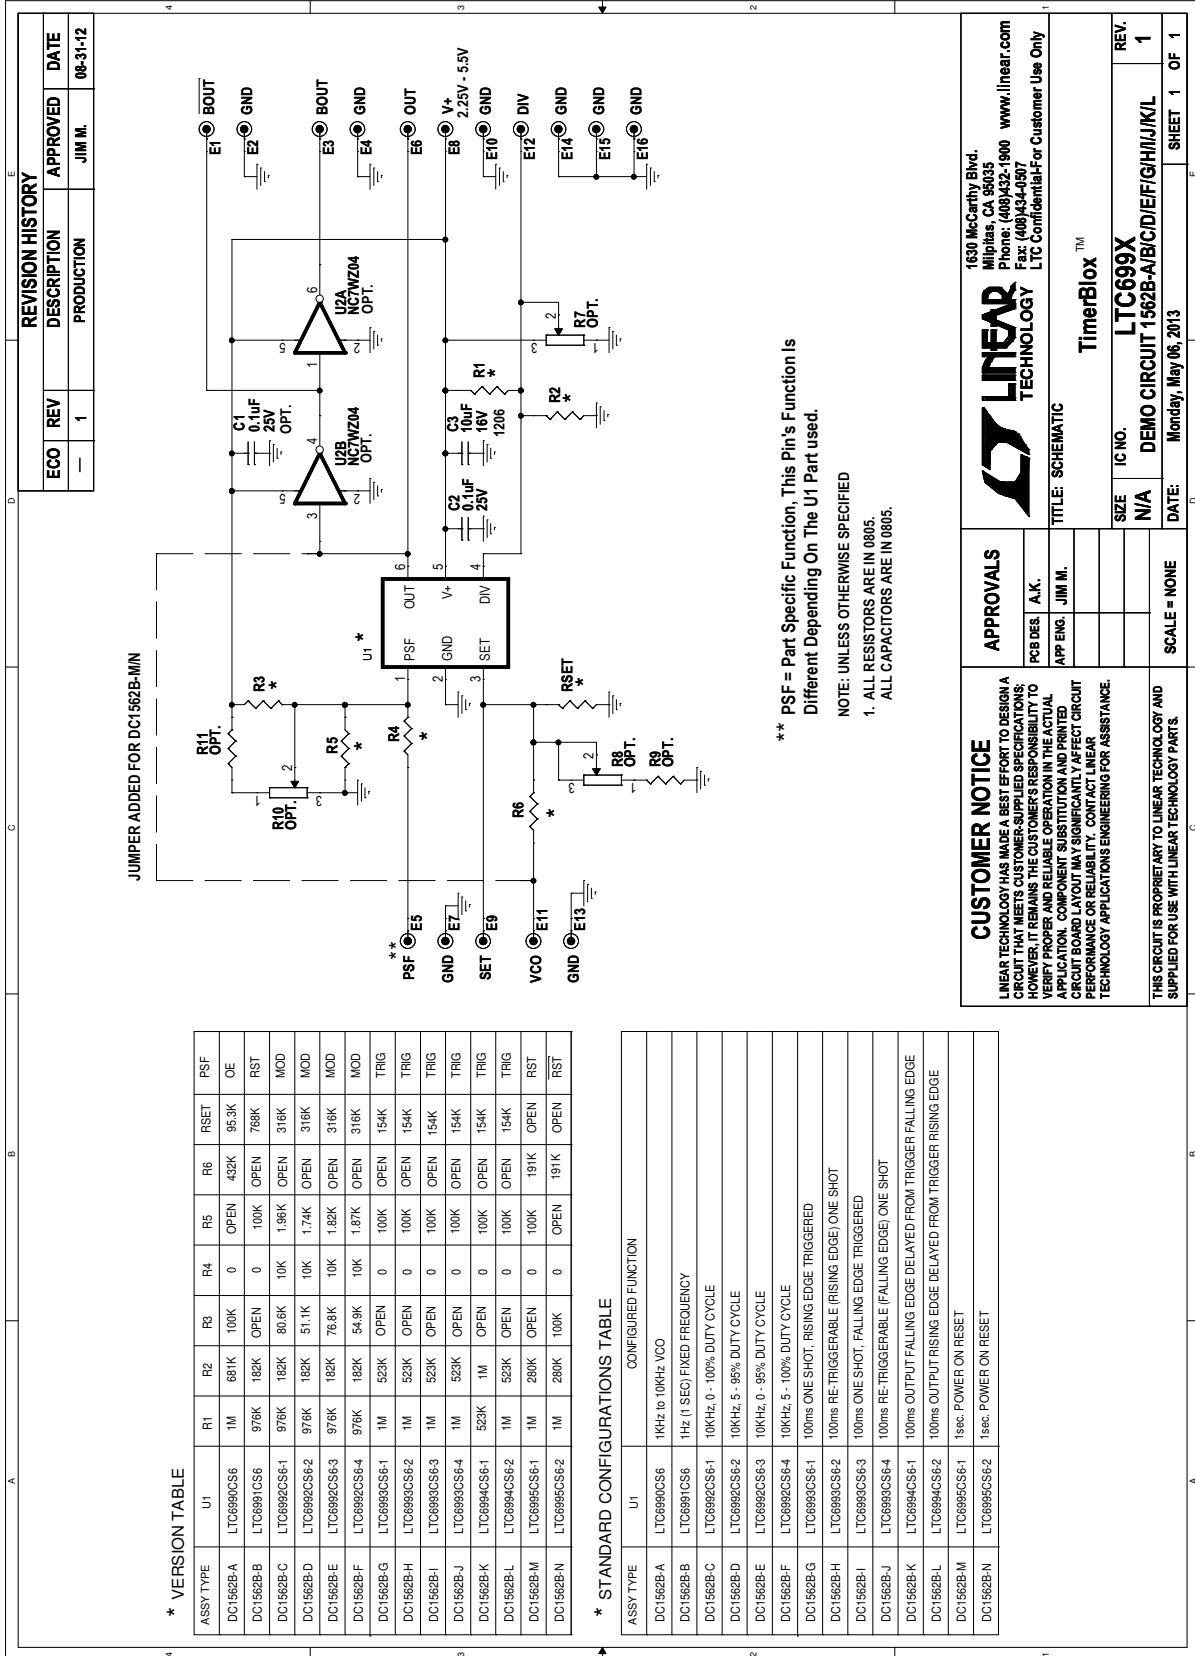 REVISION HISTORY
ECO REV DESCRIPTION APPROVED DATE
— 1 PRODUCTION JIM M. 08-31-12
JUMPER ADDED FOR DC1562B-M/N
R11
OPT.
R10
OPT.
1
2
3
R3
*
R5
*
R4
*
U1
*
1 PSF
2 GND
3 SET
OUT 6
V+ 5
DIV 4
C1
0.1uF
25V
OPT.
U2B
NC7WZ04
OPT.
3
4
5
2
U2A
NC7WZ04
OPT.
1
6
5
2
C2
0.1uF
25V
C3
10uF
16V
1206
R1
*
R2
*
R7
OPT.
3
2
1
R6
*
R8
OPT.
3
2
1
R9
OPT.
RSET
*
**
PSF E5
GND E7
SET E9
VCO E11
GND E13
E1 BOUT
E2 GND
E3 BOUT
E4 GND
E6 OUT
E8 V+
2.25V - 5.5V
E10 GND
E12 DIV
E14 GND
E15 GND
E16 GND
** PSF = Part Specific Function, This Pin's Function Is
Different Depending On The U1 Part used.
NOTE: UNLESS OTHERWISE SPECIFIED
1. ALL RESISTORS ARE IN 0805.
ALL CAPACITORS ARE IN 0805.
* VERSION TABLE
ASSY TYPE U1 R1 R2 R3 R4 R5 R6 RSET PSF
DC1562B-A LTC6990CS6 1M 681K 100K 0 OPEN 432K 95.3K OE
DC1562B-B LTC6991CS6 976K 182K OPEN 0 100K OPEN 768K RST
DC1562B-C LTC6992CS6-1 976K 182K 80.6K 10K 1.96K OPEN 316K MOD
DC1562B-D LTC6992CS6-2 976K 182K 51.1K 10K 1.74K OPEN 316K MOD
DC1562B-E LTC6992CS6-3 976K 182K 76.8K 10K 1.82K OPEN 316K MOD
DC1562B-F LTC6992CS6-4 976K 182K 54.9K 10K 1.87K OPEN 316K MOD
DC1562B-G LTC6993CS6-1 1M 523K OPEN 0 100K OPEN 154K TRIG
DC1562B-H LTC6993CS6-2 1M 523K OPEN 0 100K OPEN 154K TRIG
DC1562B-I LTC6993CS6-3 1M 523K OPEN 0 100K OPEN 154K TRIG
DC1562B-J LTC6993CS6-4 1M 523K OPEN 0 100K OPEN 154K TRIG
DC1562B-K LTC6994CS6-1 523K 1M OPEN 0 100K OPEN 154K TRIG
DC1562B-L LTC6994CS6-2 1M 523K OPEN 0 100K OPEN 154K TRIG
DC1562B-M LTC6995CS6-1 1M 280K OPEN 0 100K 191K OPEN RST
DC1562B-N LTC6995CS6-2 1M 280K 100K 0 OPEN 191K OPEN RST
* STANDARD CONFIGURATIONS TABLE
ASSY TYPE U1 CONFIGURED FUNCTION
DC1562B-A LTC6990CS6 1KHz to 10KHz VCO
DC1562B-B LTC6991CS6 1Hz (1 SEC) FIXED FREQUENCY
DC1562B-C LTC6992CS6-1 10KHz, 0 - 100% DUTY CYCLE
DC1562B-D LTC6992CS6-2 10KHz, 5 - 95% DUTY CYCLE
DC1562B-E LTC6992CS6-3 10KHz, 0 - 95% DUTY CYCLE
DC1562B-F LTC6992CS6-4 10KHz, 5 - 100% DUTY CYCLE
DC1562B-G LTC6993CS6-1 100ms ONE SHOT, RISING EDGE TRIGGERED
DC1562B-H LTC6993CS6-2 100ms RE-TRIGGERABLE (RISING EDGE) ONE SHOT
DC1562B-I LTC6993CS6-3 100ms ONE SHOT, FALLING EDGE TRIGGERED
DC1562B-J LTC6993CS6-4 100ms RE-TRIGGERABLE (FALLING EDGE) ONE SHOT
DC1562B-K LTC6994CS6-1 100ms OUTPUT FALLING EDGE DELAYED FROM TRIGGER FALLING EDGE
DC1562B-L LTC6994CS6-2 100ms OUTPUT RISING EDGE DELAYED FROM TRIGGER RISING EDGE
DC1562B-M LTC6995CS6-1 1sec. POWER ON RESET
DC1562B-N LTC6995CS6-2 1sec. POWER ON RESET
CUSTOMER NOTICE
LINEAR TECHNOLOGY HAS MADE A BEST EFFORT TO DESIGN A
CIRCUIT THAT MEETS CUSTOMER-SUPPLIED SPECIFICATIONS;
HOWEVER, IT REMAINS THE CUSTOMER'S RESPONSIBILITY TO
VERIFY PROPER AND RELIABLE OPERATION IN THE ACTUAL
APPLICATION. COMPONENT SUBSTITUTION AND PRINTED
CIRCUIT BOARD LAYOUT MAY SIGNIFICANTLY AFFECT CIRCUIT
PERFORMANCE OR RELIABILITY. CONTACT LINEAR
TECHNOLOGY APPLICATIONS ENGINEERING FOR ASSISTANCE.
THIS CIRCUIT IS PROPRIETARY TO LINEAR TECHNOLOGY AND
SUPPLIED FOR USE WITH LINEAR TECHNOLOGY PARTS.
APPROVALS
PCB DES. A.K.
APP ENG. JIM M.
SCALE = NONE
LINEAR
TECHNOLOGY
1630 McCarthy Blvd.
Milpitas, CA 95035
Phone: (408)432-1900 www.linear.com
Fax: (408)434-0507
LTC Confidential-For Customer Use Only
TITLE: SCHEMATIC
TimerBlox ™
SIZE
N/A
IC NO.
LTC699X
DEMO CIRCUIT 1562B-A/B/C/D/E/F/G/H/I/J/K/L
REV.
1
DATE: Monday, May 06, 2013
SHEET 1 OF 1
A
B
C
D
E
4
3
2
1